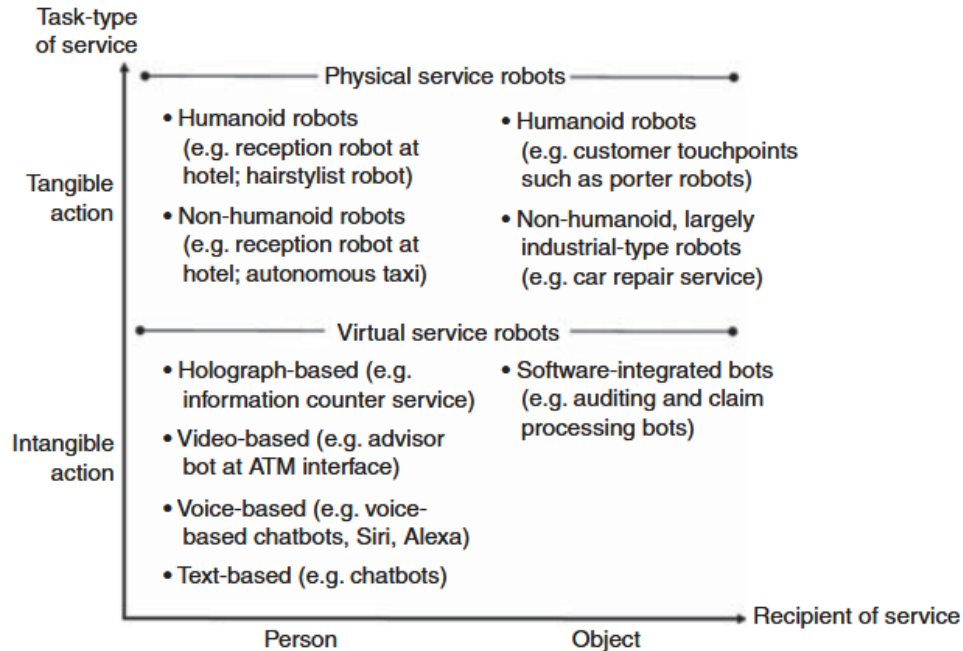 Task-type
of service
Physical service robots
• Humanoid robots
(e.g. reception robot at
hotel; hairstylist robot)
• Non-humanoid robots
(e.g. reception robot at
hotel; autonomous taxi)
• Humanoid robots
(e.g. customer touchpoints
such as porter robots)
• Non-humanoid, largely
industrial-type robots
(e.g. car repair service)
Tangible
action
Virtual service robots
• Holograph-based (e.g.
information counter service)
• Video-based (e.g. advisor
bot at ATM interface)
• Voice-based (e.g. voice-
based chatbots, Siri, Alexa)
• Text-based (e.g. chatbots)
• Software-integrated bots
(e.g. auditing and claim
processing bots)
Intangible
action
Recipient of service
Person
Object